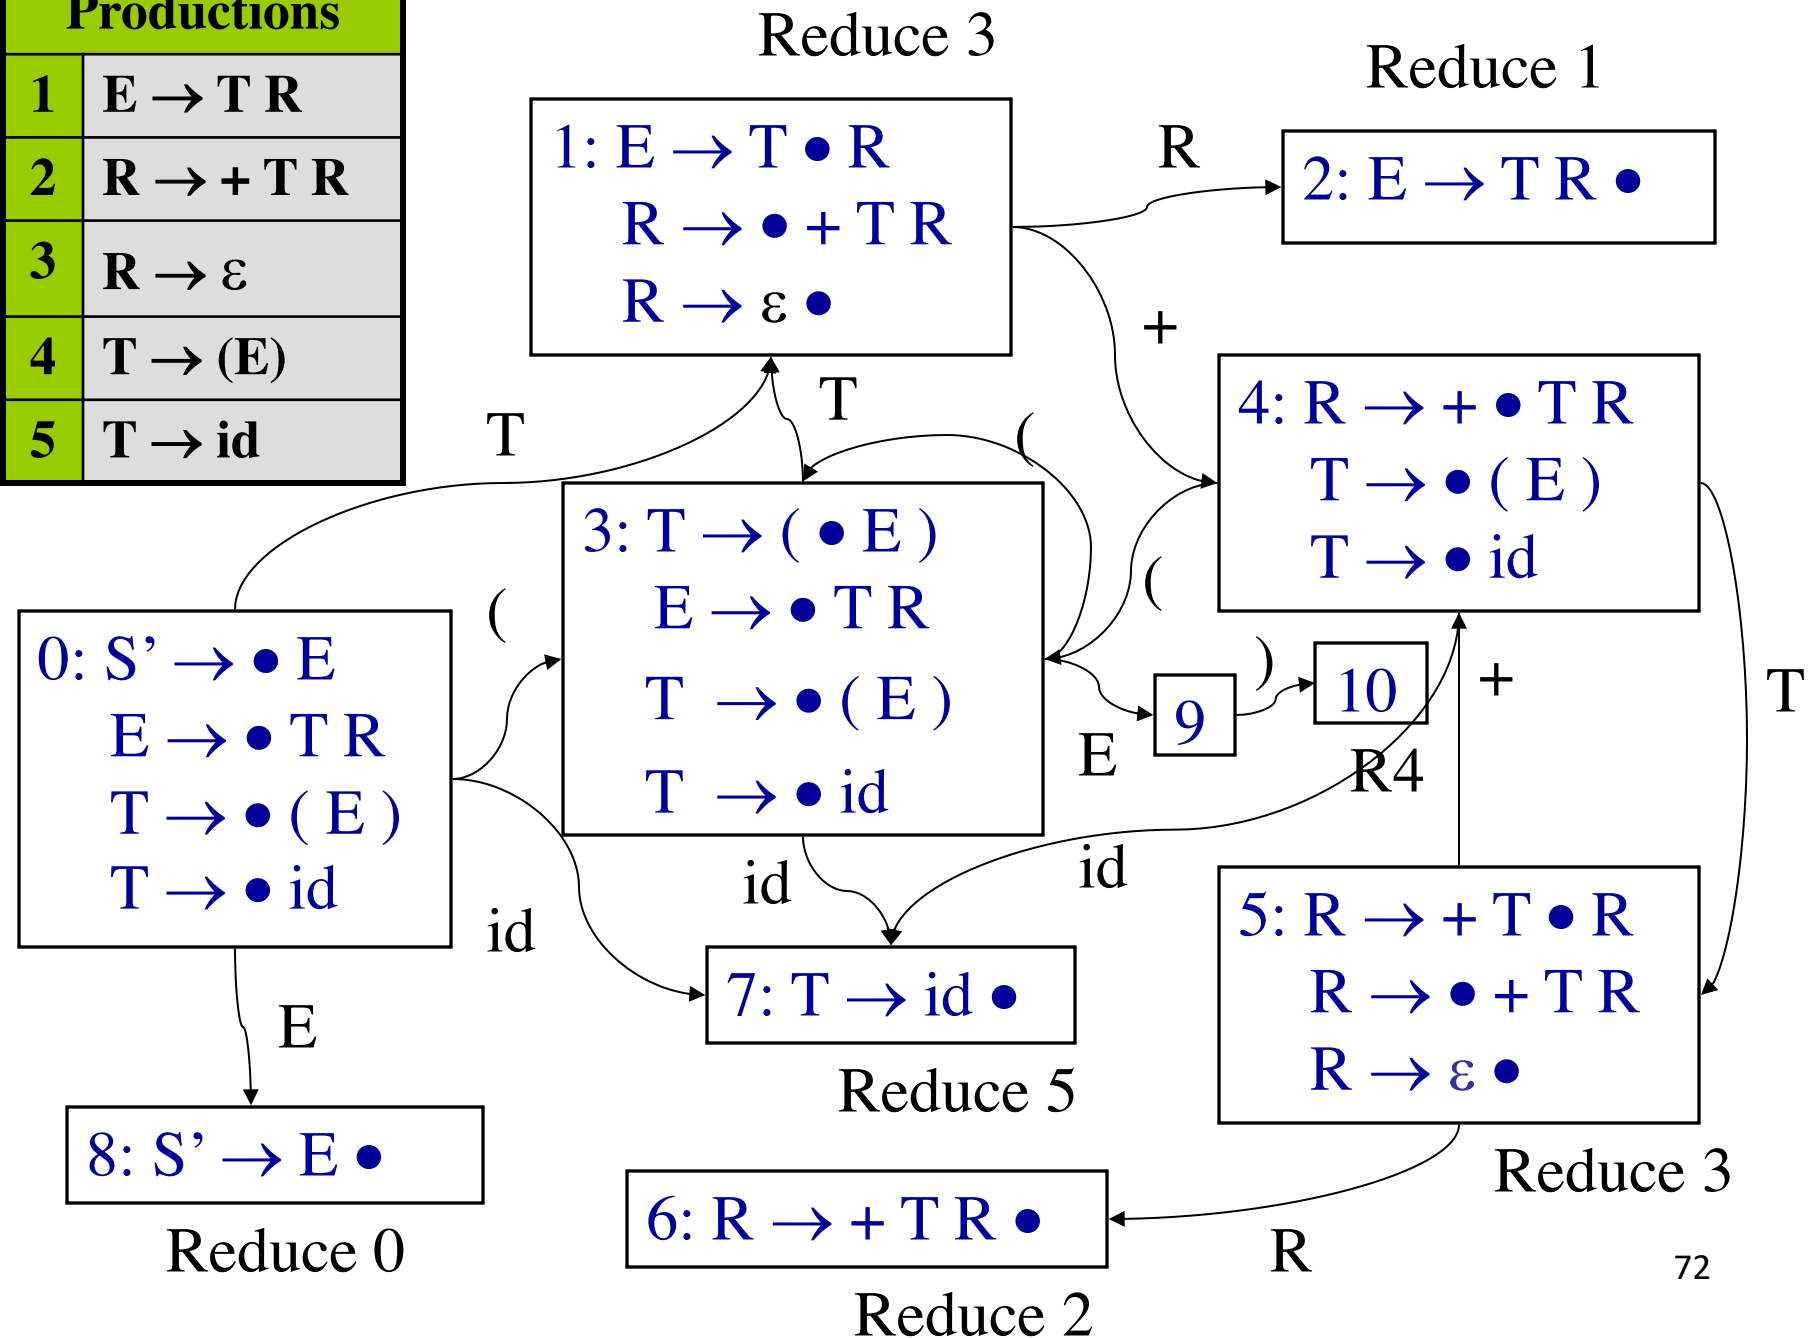 Productions
1 E → T R
2 R → + T R
3 R → ε
4 T → (E)
5 T → id
Reduce 3
1: E → T • R
R → • + T R
R → ε •
R
Reduce 1
2: E → T R •
+
T
T
(
4: R → + • T R
T → • ( E )
T → • id
3: T → ( • E )
E → • T R
T → • ( E )
T → • id
(
(
0: S’ → • E
E → • T R
T → • ( E )
T → • id
E
9
)
10
R4
+
T
id
id
id
5: R → + T • R
R → • + T R
R → ε •
Reduce 3
7: T → id •
Reduce 5
E
8: S’ → E •
Reduce 0
6: R → + T R •
Reduce 2
R
72